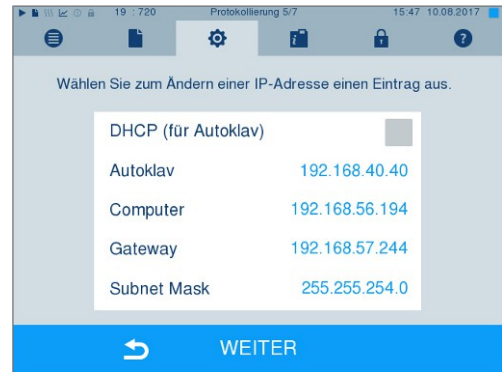 19 : 720 Protokollierung 5/7 15:47 10.08.2017
Wählen Sie zum Ändern einer IP-Adresse einen Eintrag aus.
DHCP (für Autoklav)
Autoklav 192.168.40.40
Computer 192.168.56.194
Gateway 192.168.57.244
Subnet Mask 255.255.254.0
WEITER